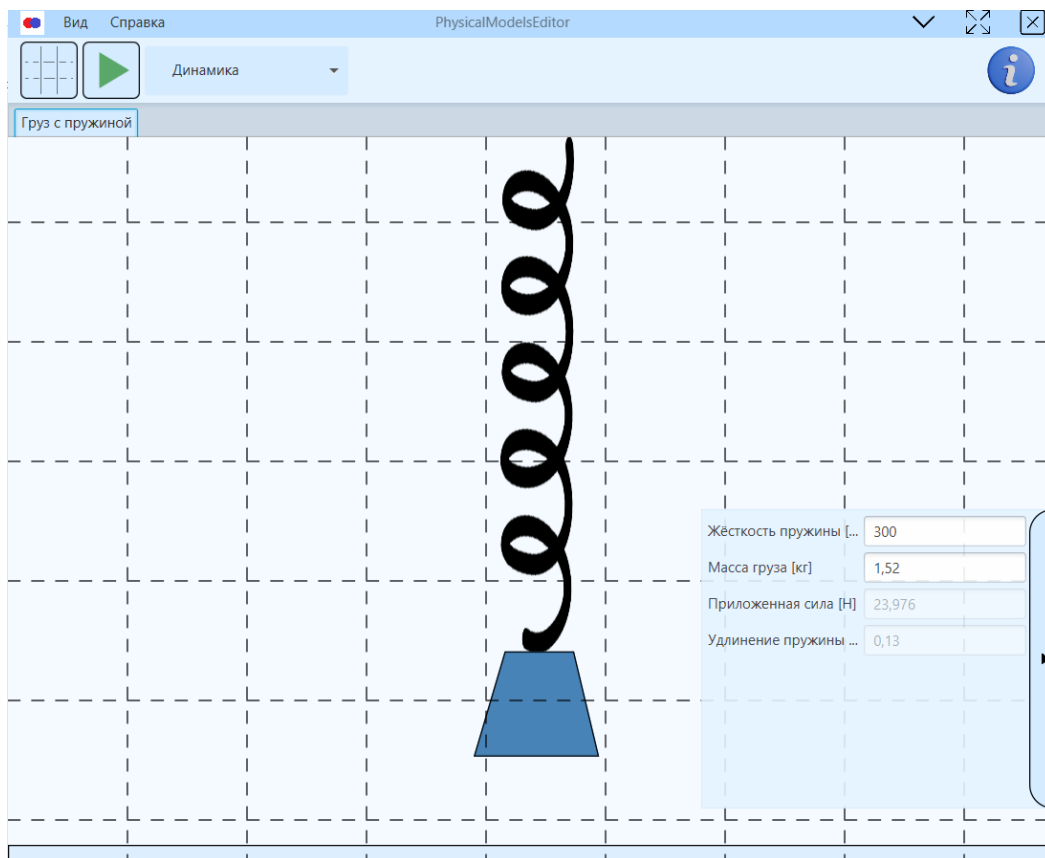 Вид Справка PhysicalModelsEditor
Динамика
Груз с пружиной
Жёсткость пружины [... 300
Масса груза [кг] 1,52
Приложенная сила [Н] 23,976
Удлинение пружины ... 0,13